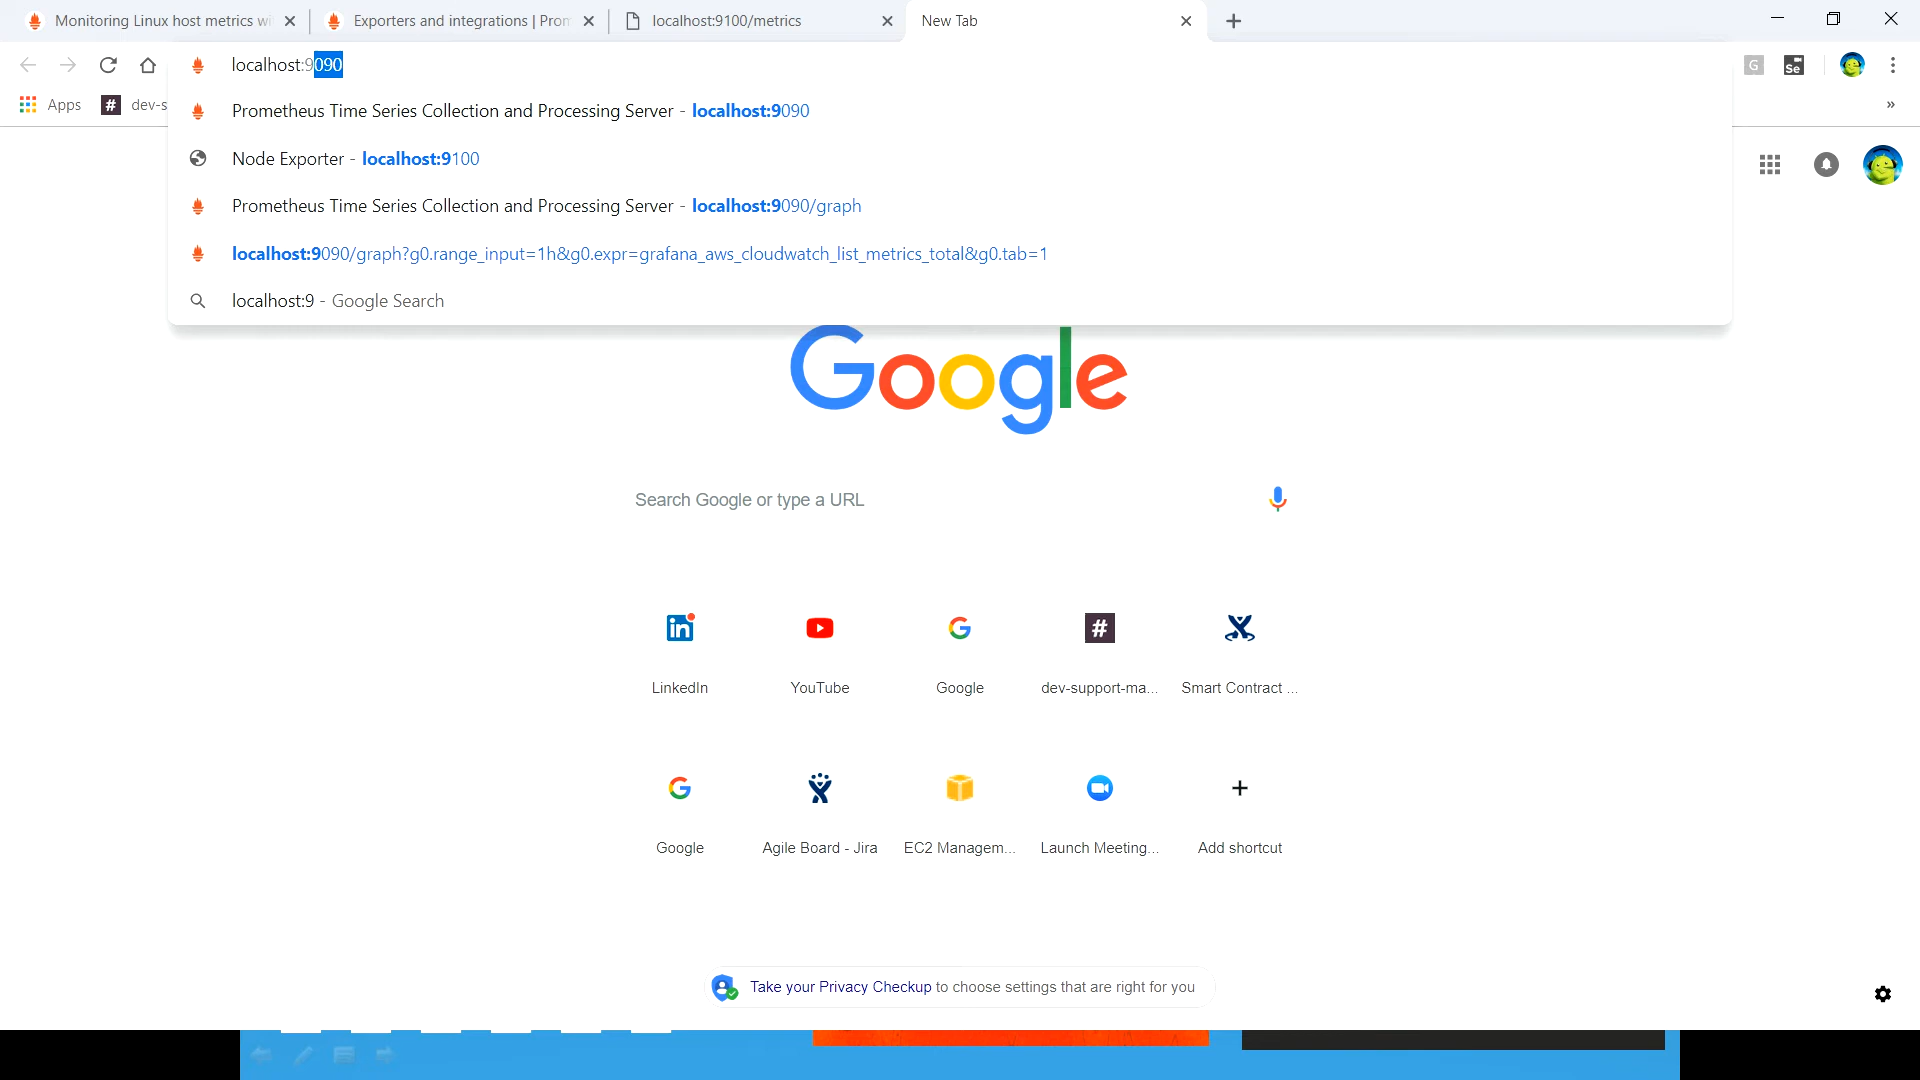 Monitoring Linux host metrics wi
Exporters and integrations | Prom
localhost:9100/metrics
New Tab
localhost:9090
G
Se
Apps
# dev-s
»
Prometheus Time Series Collection and Processing Server - localhost:9090
Node Exporter - localhost:9100
Prometheus Time Series Collection and Processing Server - localhost:9090/graph
localhost:9090/graph?g0.range_input=1h&g0.expr=grafana_aws_cloudwatch_list_metrics_total&g0.tab=1
localhost:9 - Google Search
Google
Search Google or type a URL
LinkedIn
YouTube
Google
dev-support-ma...
Smart Contract ...
Google
Agile Board - Jira
EC2 Managem...
Launch Meeting...
Add shortcut
Take your Privacy Checkup to choose settings that are right for you